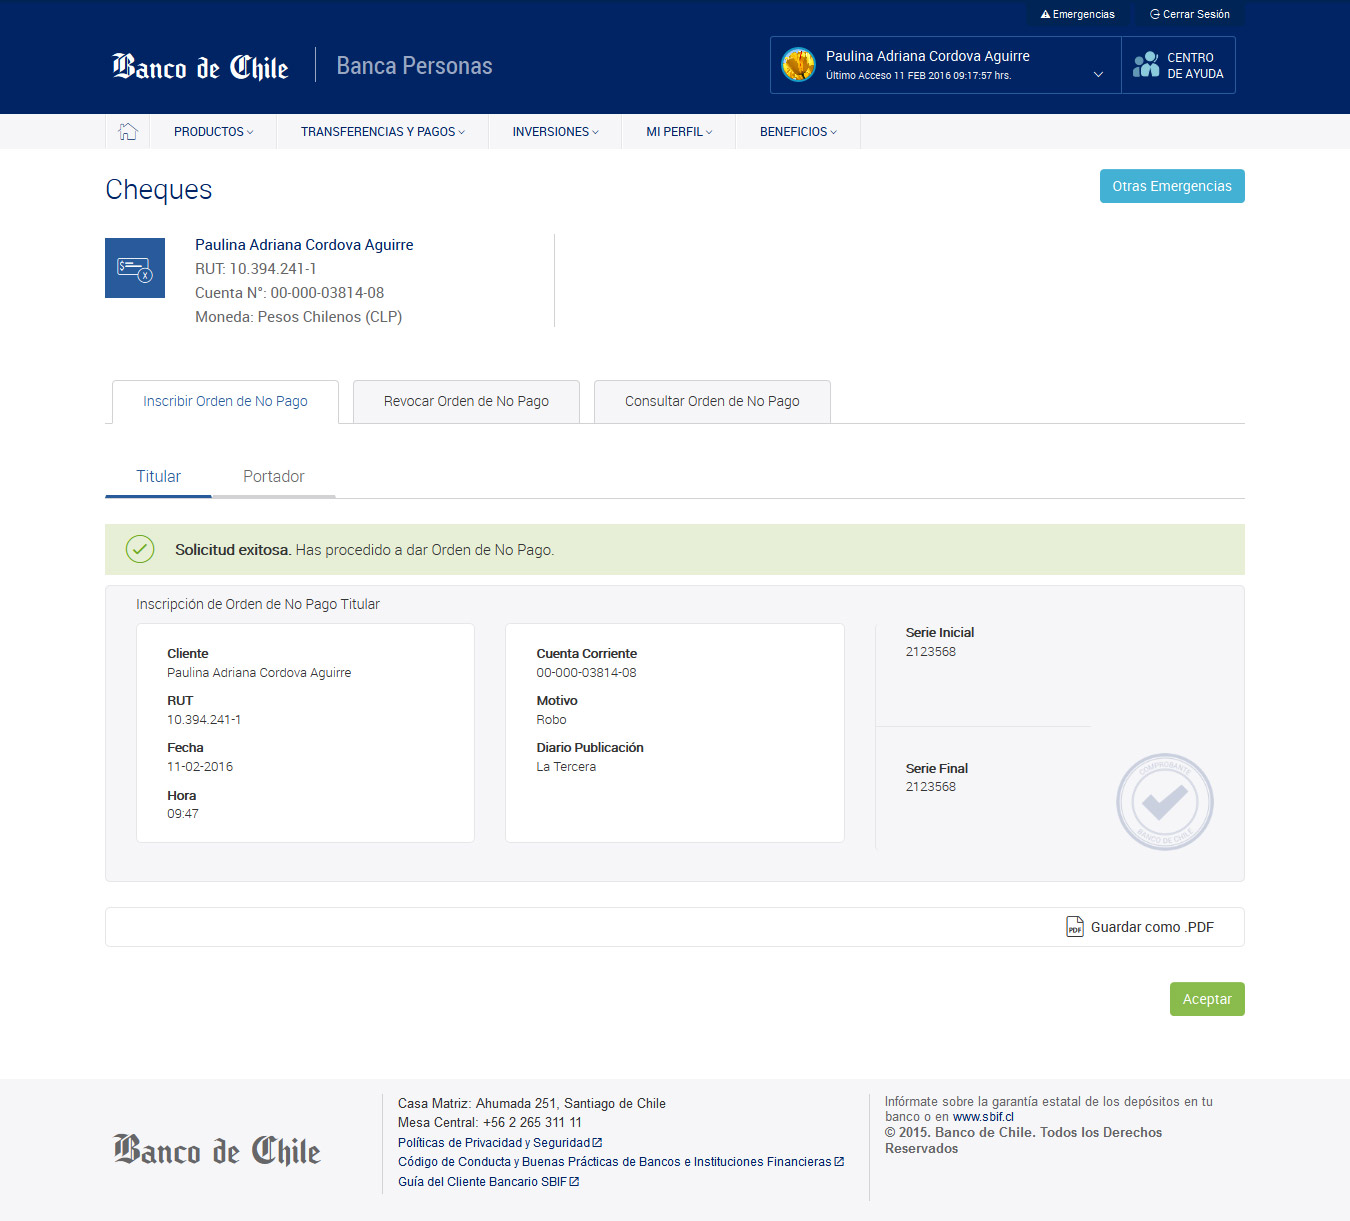 Emergencias
Cerrar Sesión
Banco de Chile
Banca Personas
Paulina Adriana Cordova Aguirre
Último Acceso 11 FEB 2016 09:17:57 hrs.
CENTRO
DE AYUDA
PRODUCTOS
TRANSFERENCIAS Y PAGOS
INVERSIONES
MI PERFIL
BENEFICIOS
Cheques
Otras Emergencias
Paulina Adriana Cordova Aguirre
RUT: 10.394.241-1
Cuenta N°: 00-000-03814-08
Moneda: Pesos Chilenos (CLP)
Inscribir Orden de No Pago
Revocar Orden de No Pago
Consultar Orden de No Pago
Titular
Portador
Solicitud exitosa. Has procedido a dar Orden de No Pago.
Inscripción de Orden de No Pago Titular
Cliente
Paulina Adriana Cordova Aguirre
RUT
10.394.241-1
Fecha
11-02-2016
Hora
09:47
Cuenta Corriente
00-000-03814-08
Motivo
Robo
Diario Publicación
La Tercera
Serie Inicial
2123568
Serie Final
2123568
COMPROBANTE
BANCO DE CHILE
PDF
Guardar como .PDF
Aceptar
Banco de Chile
Casa Matriz: Ahumada 251, Santiago de Chile
Mesa Central: +56 2 265 311 11
Políticas de Privacidad y Seguridad
Código de Conducta y Buenas Prácticas de Bancos e Instituciones Financieras
Guía del Cliente Bancario SBIF
Infórmate sobre la garantía estatal de los depósitos en tu
banco o en www.sbif.cl
© 2015. Banco de Chile. Todos los Derechos
Reservados